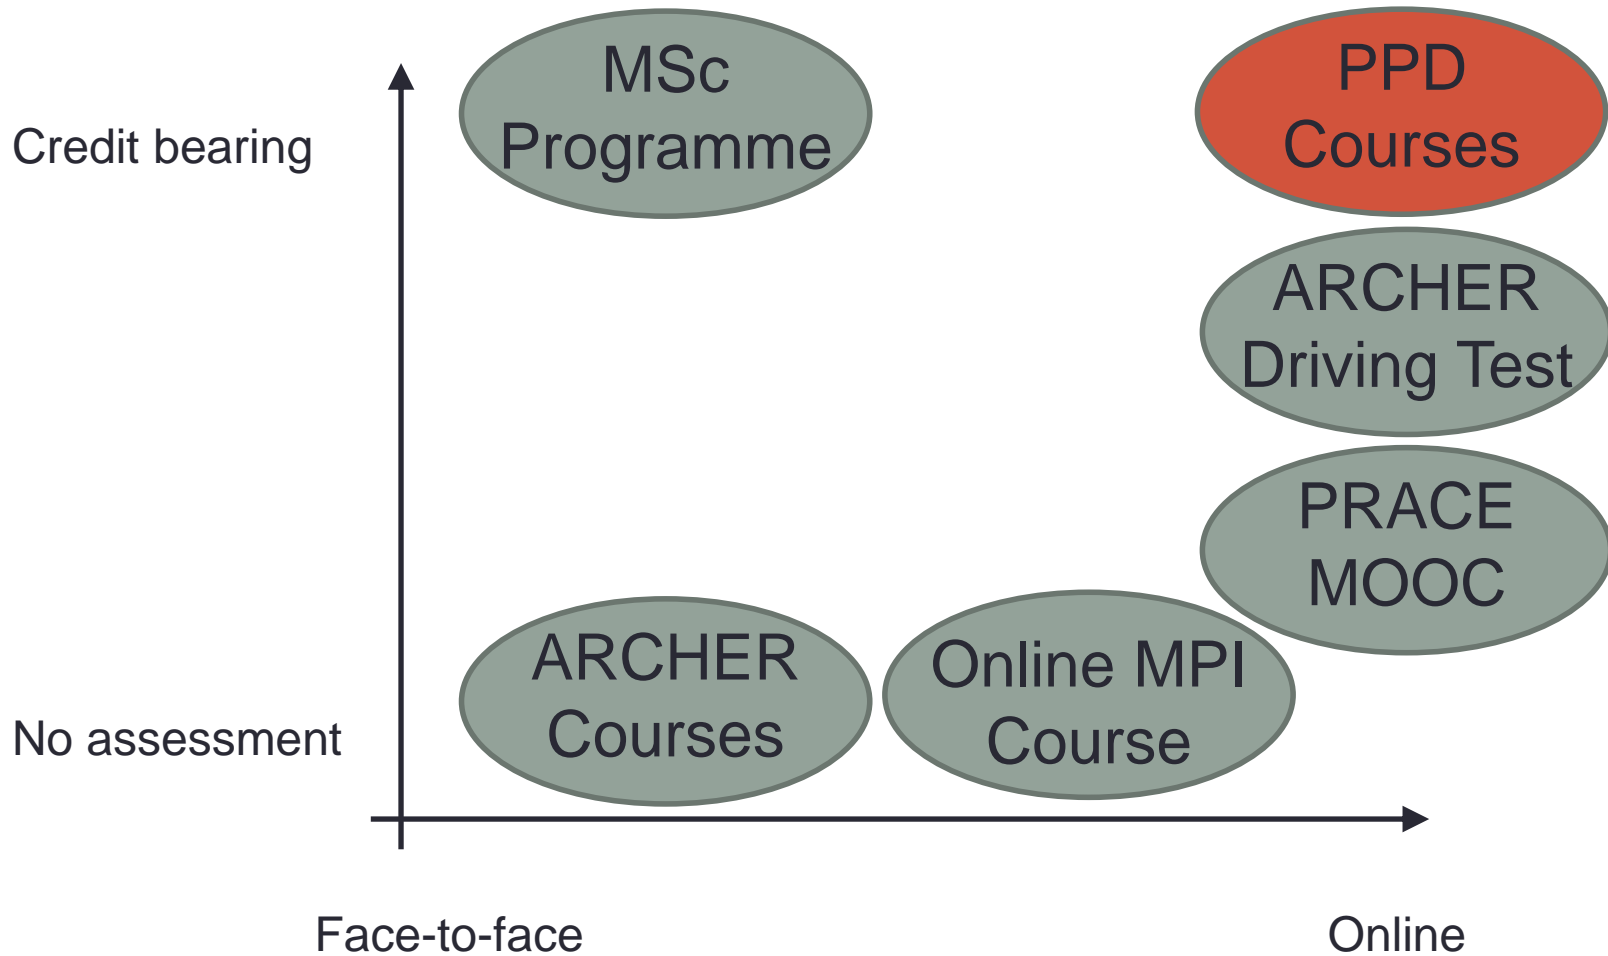 MSc
Programme
PPD
Courses
Credit bearing
ARCHER
Driving Test
PRACE
MOOC
ARCHER
Courses
Online MPI
Course
No assessment
Face-to-face
Online